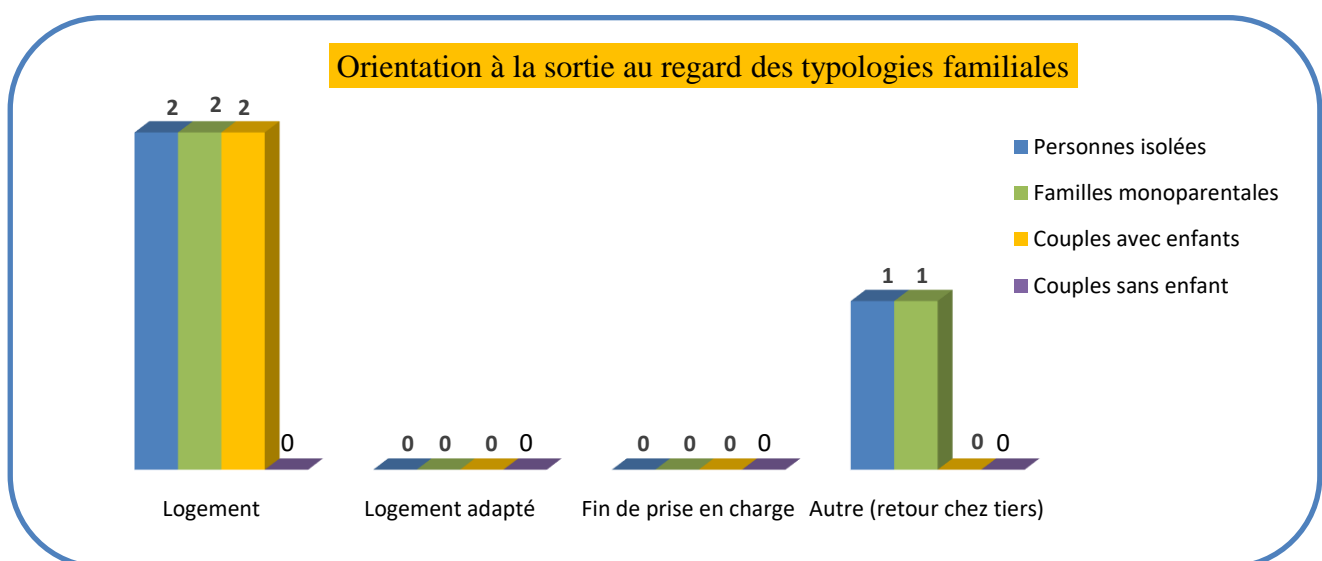 Orientation à la sortie au regard des typologies familiales
2 2 2
0
0 0 0 0
0 0 0 0
1 1
0 0
Logement
Logement adapté
Fin de prise en charge
Autre (retour chez tiers)
Personnes isolées
Familles monoparentales
Couples avec enfants
Couples sans enfant